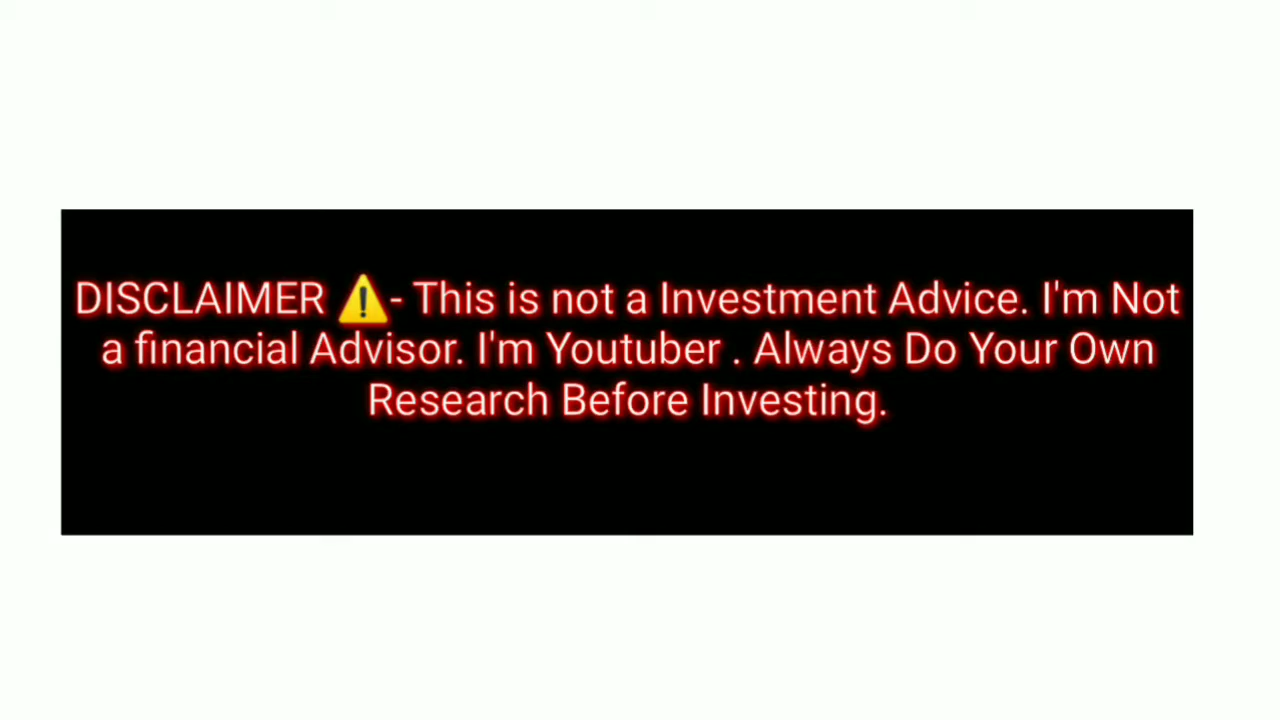 DISCLAIMER ⚠️- This is not a Investment Advice. I'm Not
a financial Advisor. I'm Youtuber . Always Do Your Own
Research Before Investing.